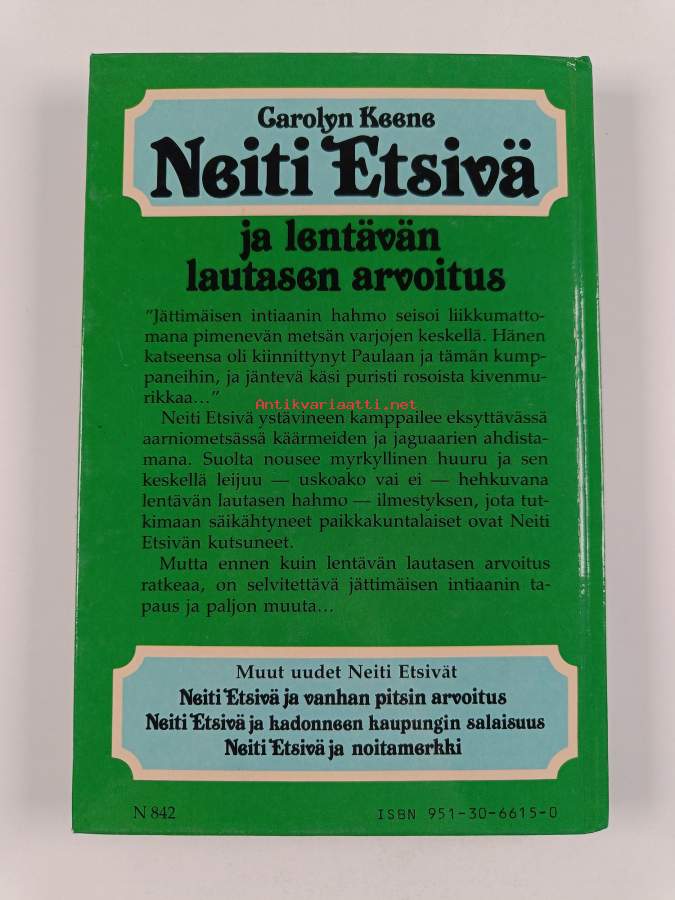 Carolyn Keene
Neiti Etsivä
ja lentävän
lautasen arvoitus
"Jättimäisen intiaanin hahmo seisoi liikkumatto-
mana pimenevän metsän varjojen keskellä. Hänen
katseensa oli kiinnittynyt Paulaan ja tämän kump-
paneihin, ja jäntevä käsi puristi rosoista kivenmu-
rikkaa..."
Antikvariaatti.net
Neiti Etsivä ystävineen kamppailee eksyttävässä
aarniometsässä käärmeiden ja jaguaarien ahdista-
mana. Suolta nousee myrkyllinen huuru ja sen
keskellä leijuu — uskoako vai ei — hehkuvana
lentävän lautasen hahmo — ilmestyksen, jota tut-
kimaan säikähtyneet paikkakuntalaiset ovat Neiti
Etsivän kutsuneet.
Mutta ennen kuin lentävän lautasen arvoitus
ratkeaa, on selvitettävä jättimäisen intiaanin ta-
paus ja paljon muuta...
Muut uudet Neiti Etsivät
Neiti Etsivä ja vanhan pitsin arvoitus
Neiti Etsivä ja kadonneen kaupungin salaisuus
Neiti Etsivä ja noitamerkki
N 842
ISBN 951-30-6615-0